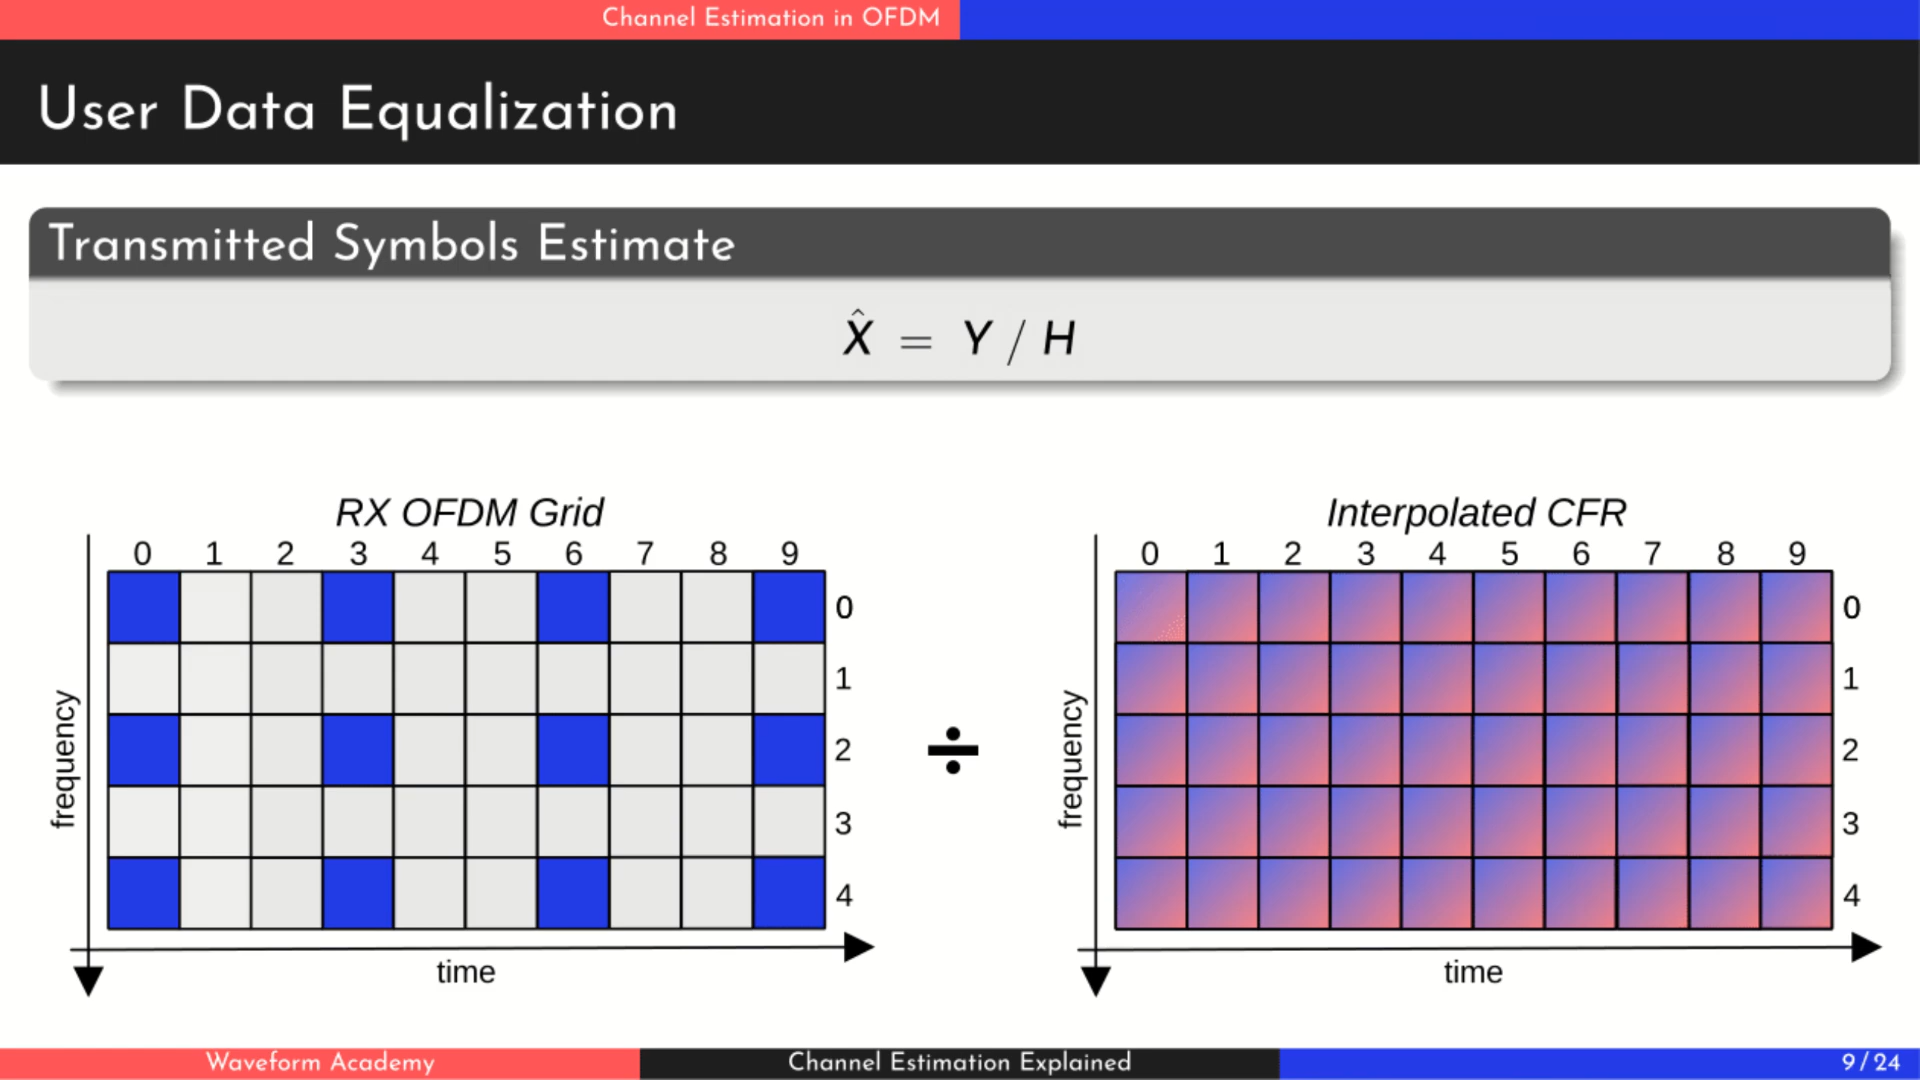 Channel Estimation in OFDM
User Data Equalization
Transmitted Symbols Estimate
X̂ = Y / H
RX OFDM Grid
0 1 2 3 4 5 6 7 8 9
0
1
2
3
4
frequency
time
÷
Interpolated CFR
0 1 2 3 4 5 6 7 8 9
0
1
2
3
4
frequency
time
Waveform Academy
Channel Estimation Explained
9 / 24